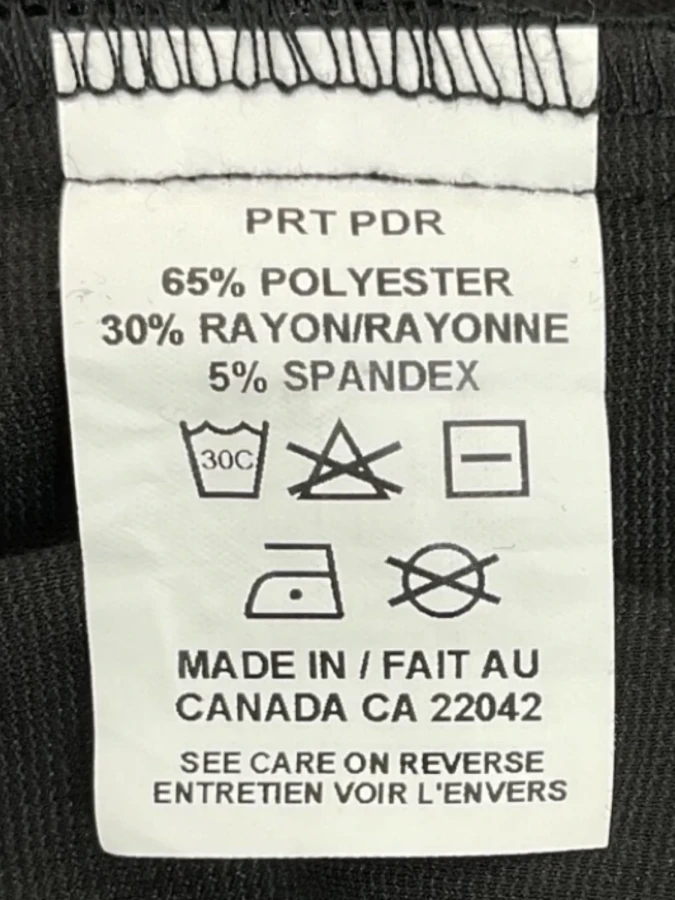 PRT PDR
65% POLYESTER
30% RAYON/RAYONNE
5% SPANDEX
30C
MADE IN / FAIT AU
CANADA CA 22042
SEE CARE ON REVERSE
ENTRETIEN VOIR L'ENVERS